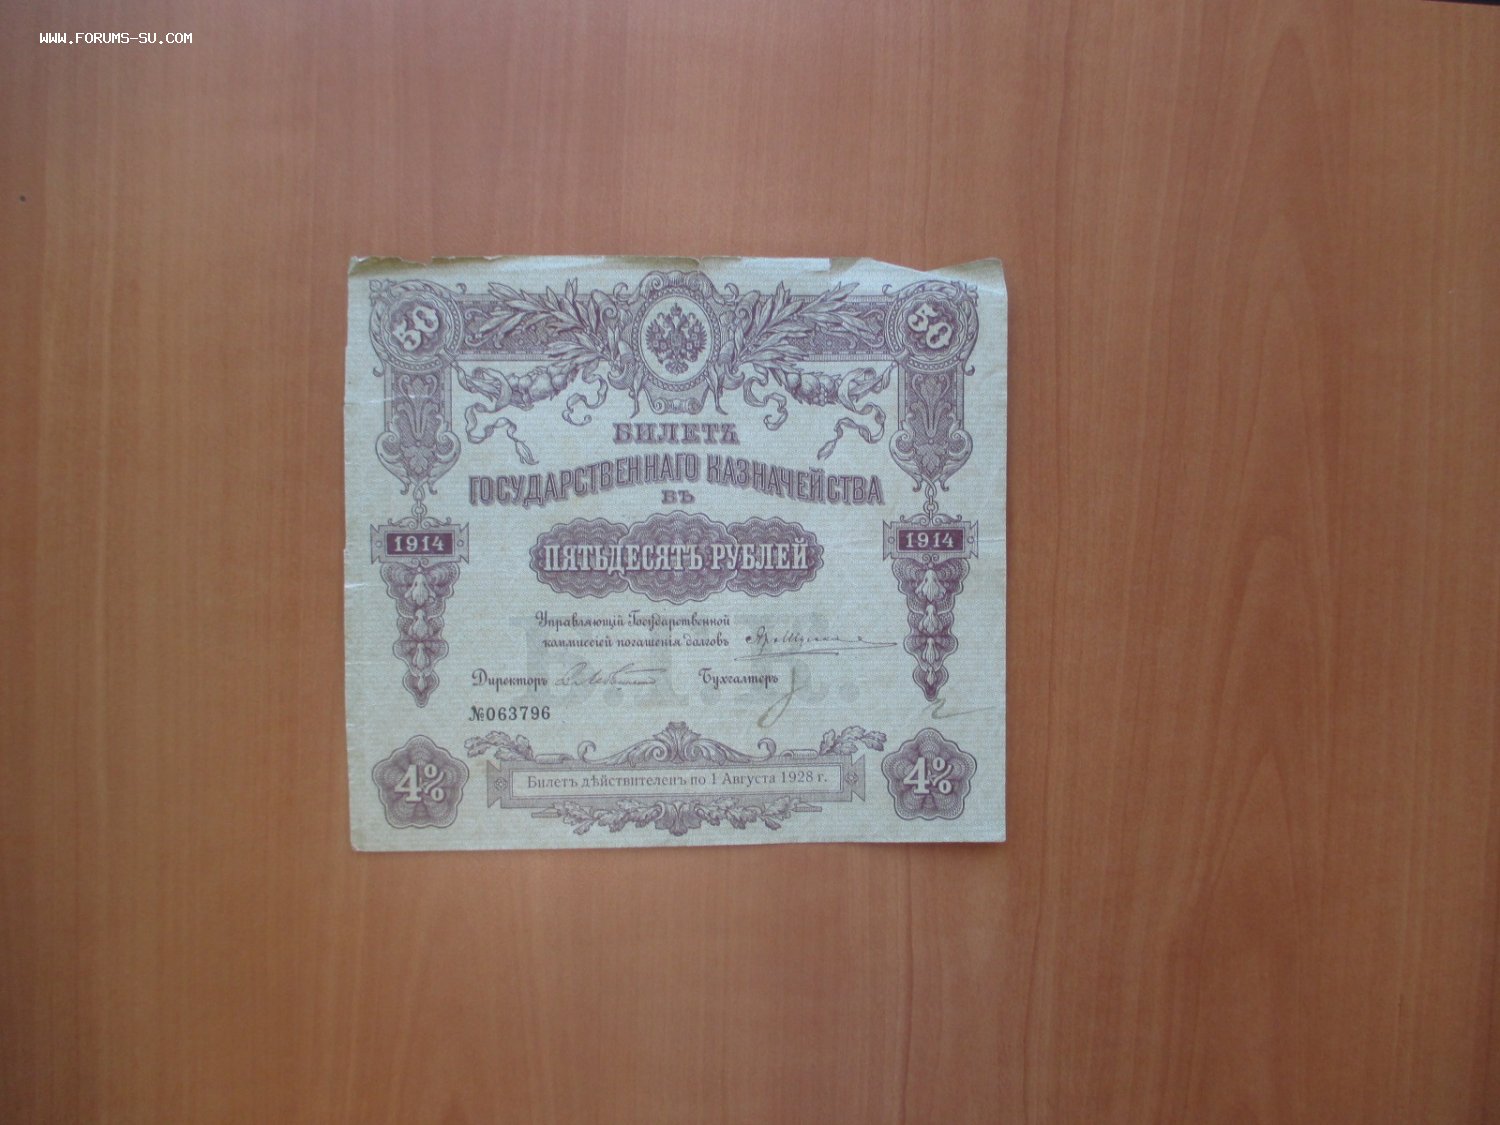 WWW.FORUMS-SU.COM
50 50
БИЛЕТЪ
ГОСУДАРСТВЕННАГО КАЗНАЧЕЙСТВА
ВЪ
1914 1914
ПЯТЬДЕСЯТЪ РУБЛЕЙ
Управляющій Государственной
коммиссіей погашенія долговъ
Директоръ Бухгалтеръ
№063796
4% 4%
Билетъ дѣйствителенъ по 1 Августа 1928 г.